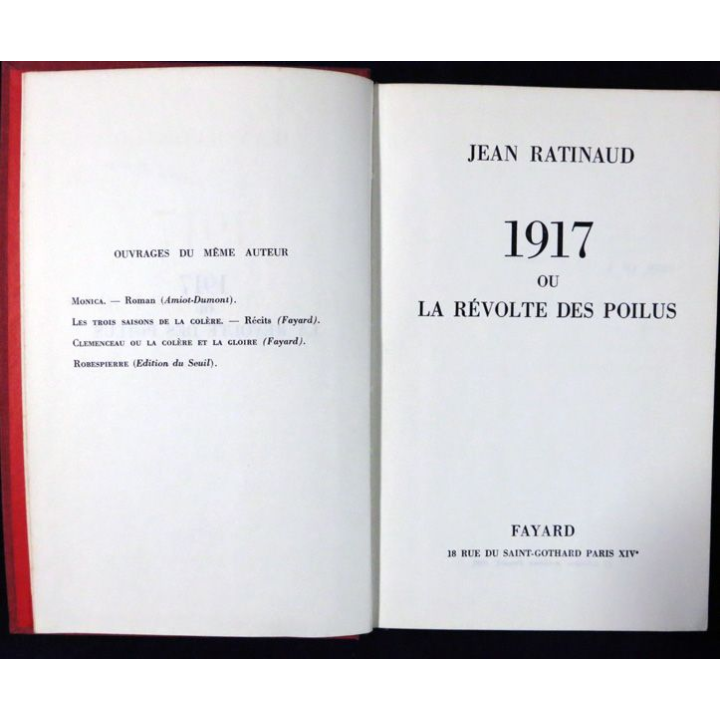 OUVRAGES DU MÊME AUTEUR
MONICA. — Roman (Amiot-Dumont).
LES TROIS SAISONS DE LA COLÈRE. — Récits (Fayard).
CLEMENCEAU OU LA COLÈRE ET LA GLOIRE (Fayard).
ROBESPIERRE (Edition du Seuil).
JEAN RATINAUD
1917
OU
LA RÉVOLTE DES POILUS
FAYARD
18 RUE DU SAINT-GOTHARD PARIS XIVe